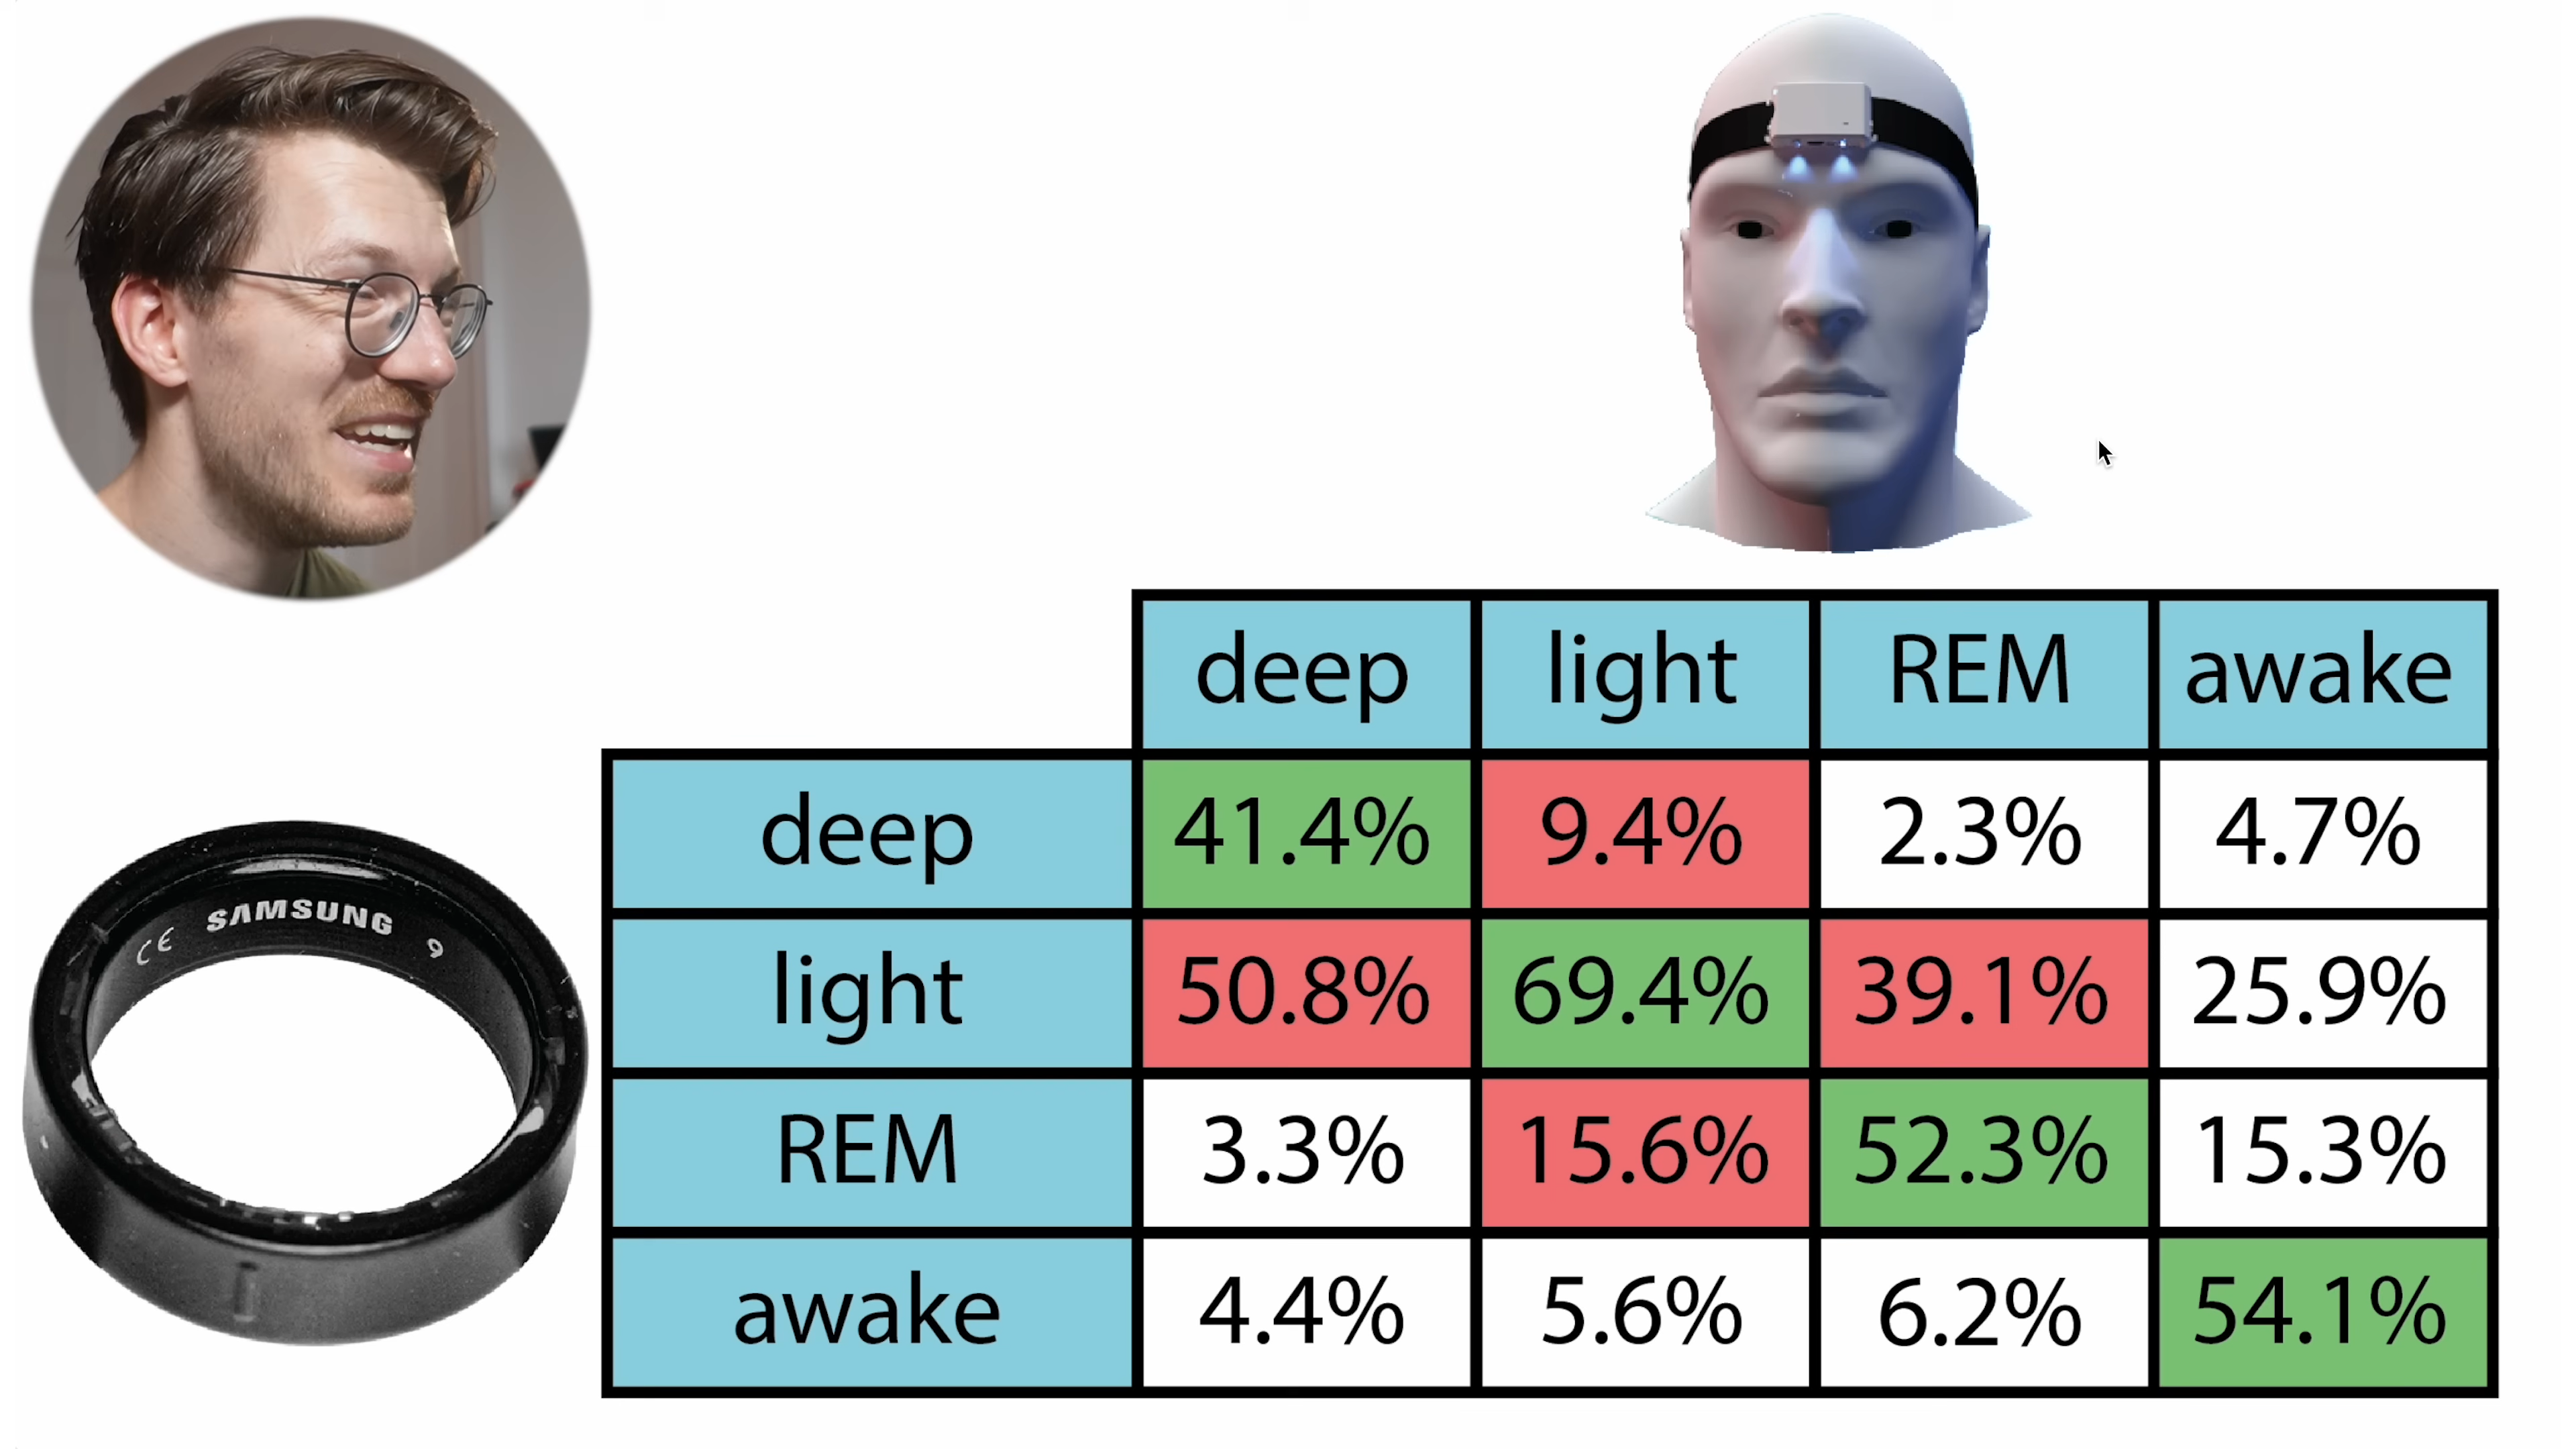 deep light REM awake
deep 41.4% 9.4% 2.3% 4.7%
light 50.8% 69.4% 39.1% 25.9%
REM 3.3% 15.6% 52.3% 15.3%
awake 4.4% 5.6% 6.2% 54.1%
CE SAMSUNG 9